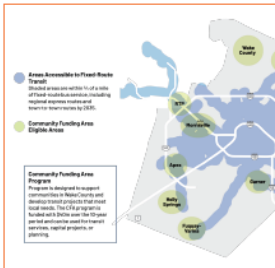 Areas Accessible to Fixed-Route
Transit
Shaded areas are within ¾ of a mile
of fixed-route bus service, including
regional express routes and
town-to-town routes by 2035.
Community Funding Area
Eligible Areas
Community Funding Area
Program
Program is designed to support
communities in Wake County and
develop transit projects that meet
local needs. The CFA program is
funded with
over the 10-year
period and can be used for transit
services, capital projects, or
planning.
Wake
County
RTP
Morrisville
Apex
Holly
Springs
Garner
Fuquay-
Varina